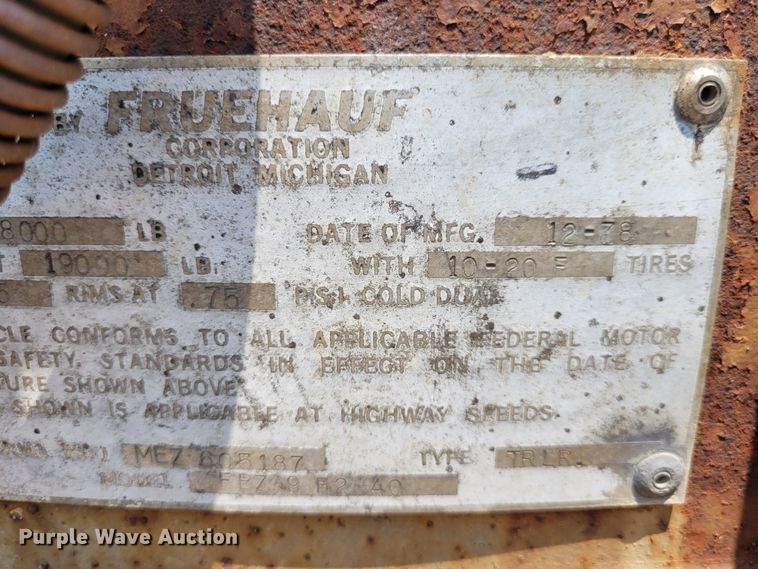 BY FRUEHAUF
CORPORATION
DETROIT MICHIGAN
8000 LB. DATE OF MFG. 12-78
19000 LB. WITH 10-20 F TIRES
RIMS AT 75 P.S.I. COLD DUAL
CLE CONFORMS TO ALL APPLICABLE FEDERAL MOTOR
SAFETY STANDARDS IN EFFECT ON THE DATE OF
TURE SHOWN ABOVE.
SHOWN IS APPLICABLE AT HIGHWAY SPEEDS.
MEZ 605187 TYPE TRLR.
MODEL
Purple Wave Auction